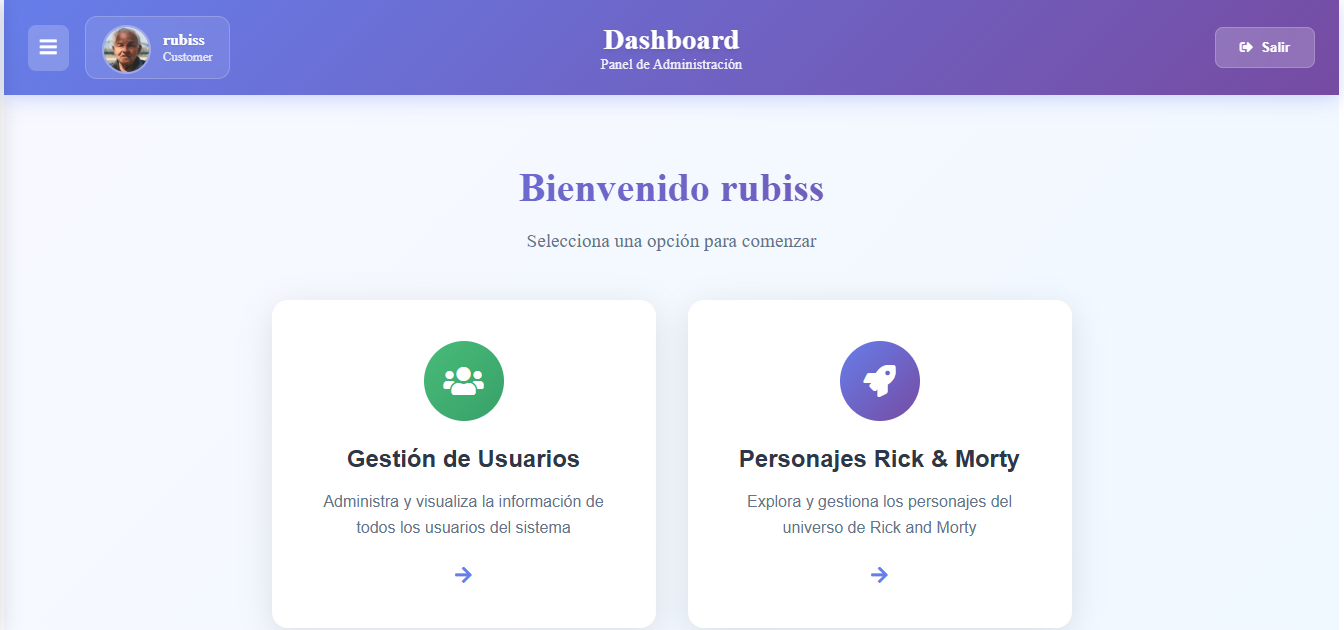 rubiss
Customer
Dashboard
Panel de Administración
Salir
Bienvenido rubiss
Selecciona una opción para comenzar
Gestión de Usuarios
Administra y visualiza la información de
todos los usuarios del sistema
Personajes Rick & Morty
Explora y gestiona los personajes del
universo de Rick and Morty